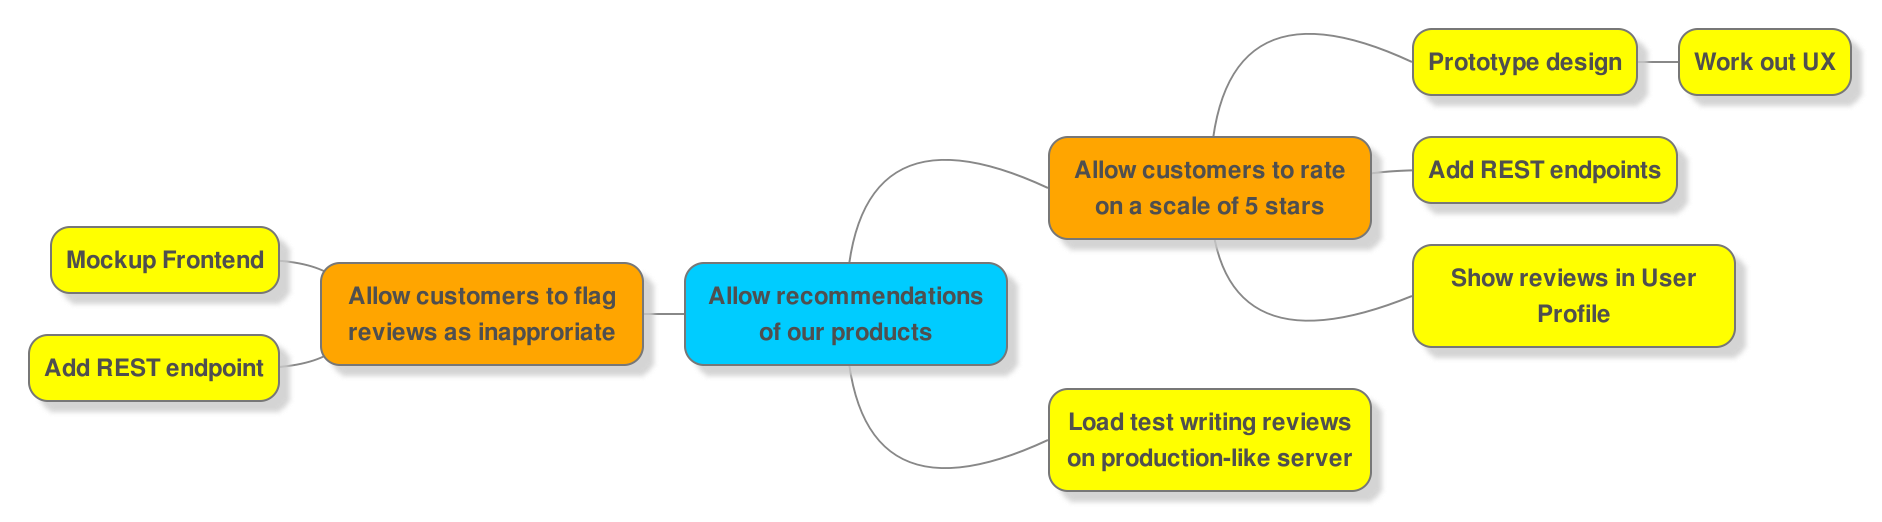 Prototype design
Work out UX
Allow customers to rate
on a scale of 5 stars
Add REST endpoints
Show reviews in User
Profile
Mockup Frontend
Allow customers to flag
reviews as inapproriate
Add REST endpoint
Allow recommendations
of our products
Load test writing reviews
on production-like server